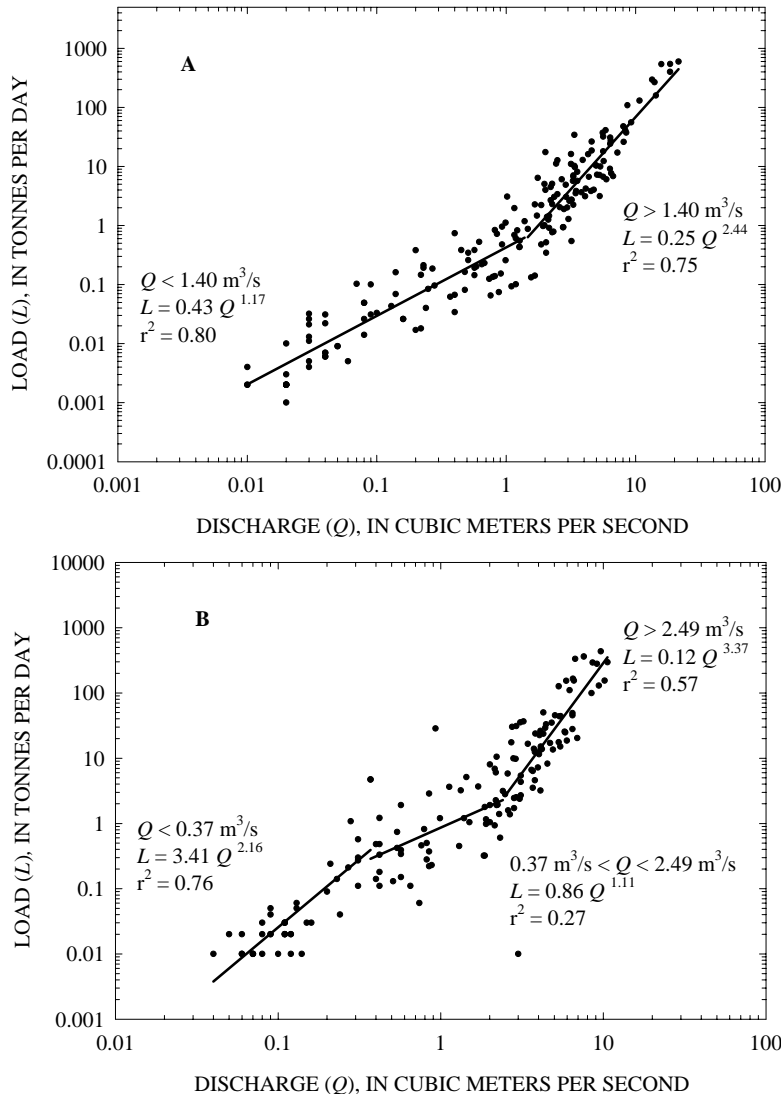 1000
100
10
1
0.1
0.01
0.001
0.0001
LOAD (L), IN TONNES PER DAY
A
Q > 1.40 m³/s
L = 0.25 Q ^2.44
r² = 0.75
Q < 1.40 m³/s
L = 0.43 Q ^1.17
r² = 0.80
0.001 0.01 0.1 1 10 100
DISCHARGE (Q), IN CUBIC METERS PER SECOND
10000
1000
100
10
1
0.1
0.01
0.001
LOAD (L), IN TONNES PER DAY
B
Q > 2.49 m³/s
L = 0.12 Q ^3.37
r² = 0.57
Q < 0.37 m³/s
L = 3.41 Q ^2.16
r² = 0.76
0.37 m³/s < Q < 2.49 m³/s
L = 0.86 Q ^1.11
r² = 0.27
0.01 0.1 1 10 100
DISCHARGE (Q), IN CUBIC METERS PER SECOND